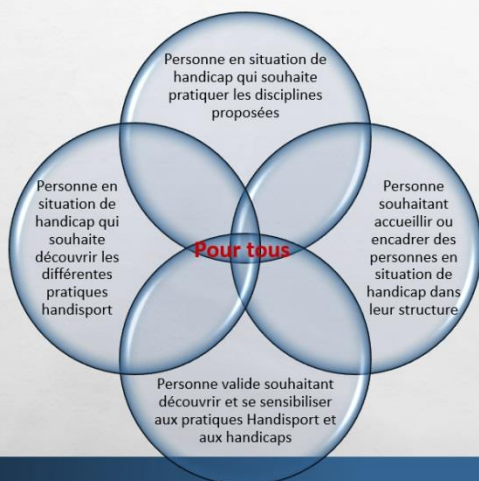 Personne en situation de
handicap qui souhaite
pratiquer les disciplines
proposées
Personne en
situation de
handicap qui
souhaite
découvrir les
différentes
pratiques
handisport
Pour tous
Personne
souhaitant
accueillir ou
encadrer des
personnes en
situation de
handicap dans
leur structure
Personne valide souhaitant
découvrir et se sensibiliser
aux pratiques Handisport et
aux handicaps